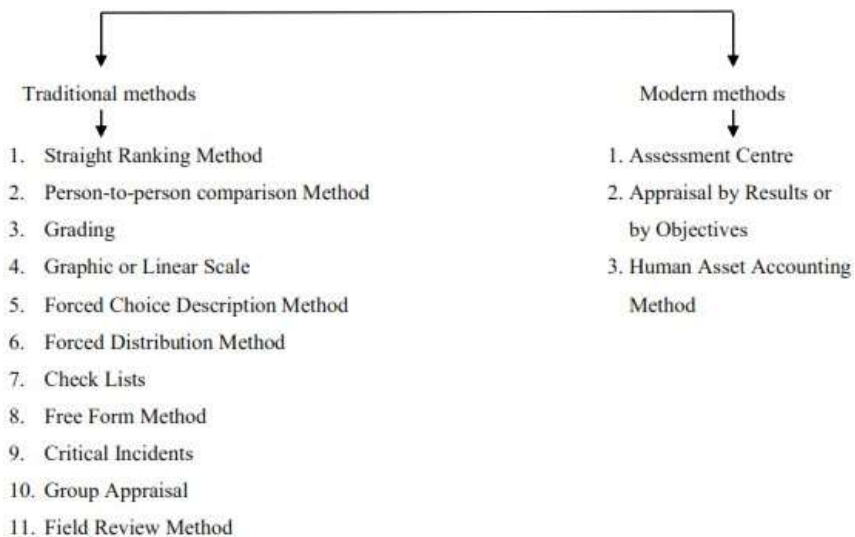 Traditional methods
1. Straight Ranking Method
2. Person-to-person comparison Method
3. Grading
4. Graphic or Linear Scale
5. Forced Choice Description Method
6. Forced Distribution Method
7. Check Lists
8. Free Form Method
9. Critical Incidents
10. Group Appraisal
11. Field Review Method
Modern methods
1. Assessment Centre
2. Appraisal by Results or
by Objectives
3. Human Asset Accounting
Method